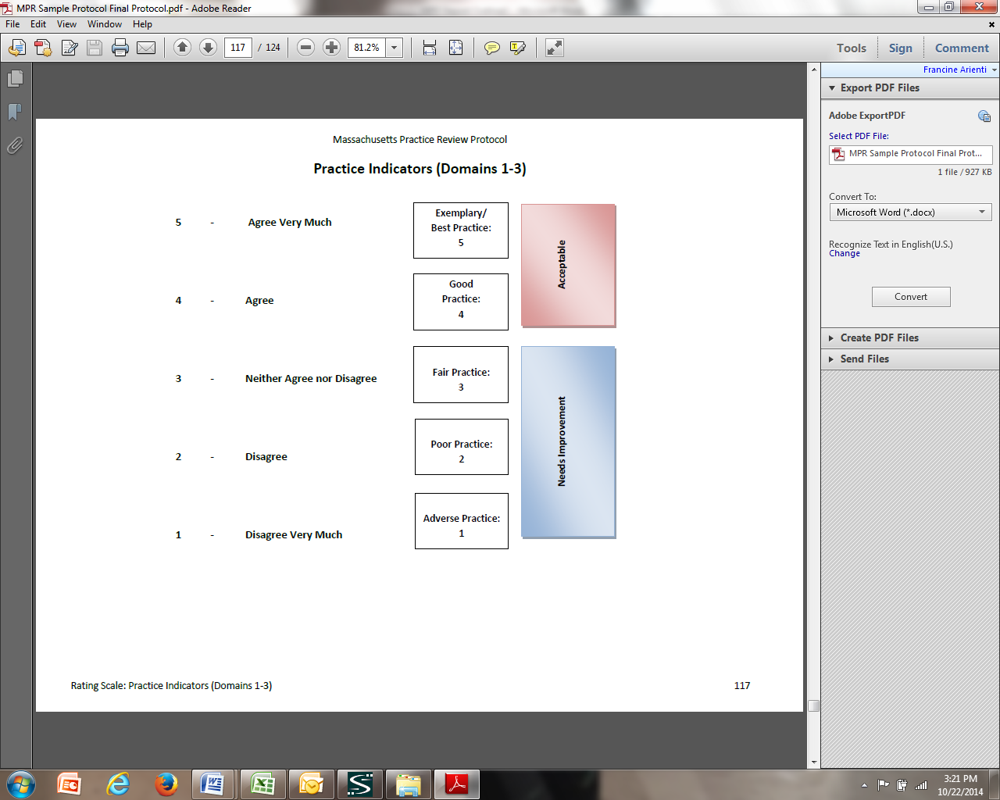 MPR Sample Protocol Final Protocol.pdf - Adobe Reader
File Edit View Window Help
117 / 124 81.2% Tools Sign Comment
Francine Arienti
Export PDF Files
Adobe ExportPDF
Select PDF File:
MPR Sample Protocol Final Prot...
1 file / 927 KB
Convert To:
Microsoft Word (*.docx)
Recognize Text in English(U.S.)
Change
Convert
Create PDF Files
Send Files
Massachusetts Practice Review Protocol
Practice Indicators (Domains 1-3)
5 - Agree Very Much
Exemplary/
Best Practice:
5
4 - Agree
Good
Practice:
4
Acceptable
3 - Neither Agree nor Disagree
Fair Practice:
3
2 - Disagree
Poor Practice:
2
1 - Disagree Very Much
Adverse Practice:
1
Needs Improvement
Rating Scale: Practice Indicators (Domains 1-3) 117
3:21 PM
10/22/2014